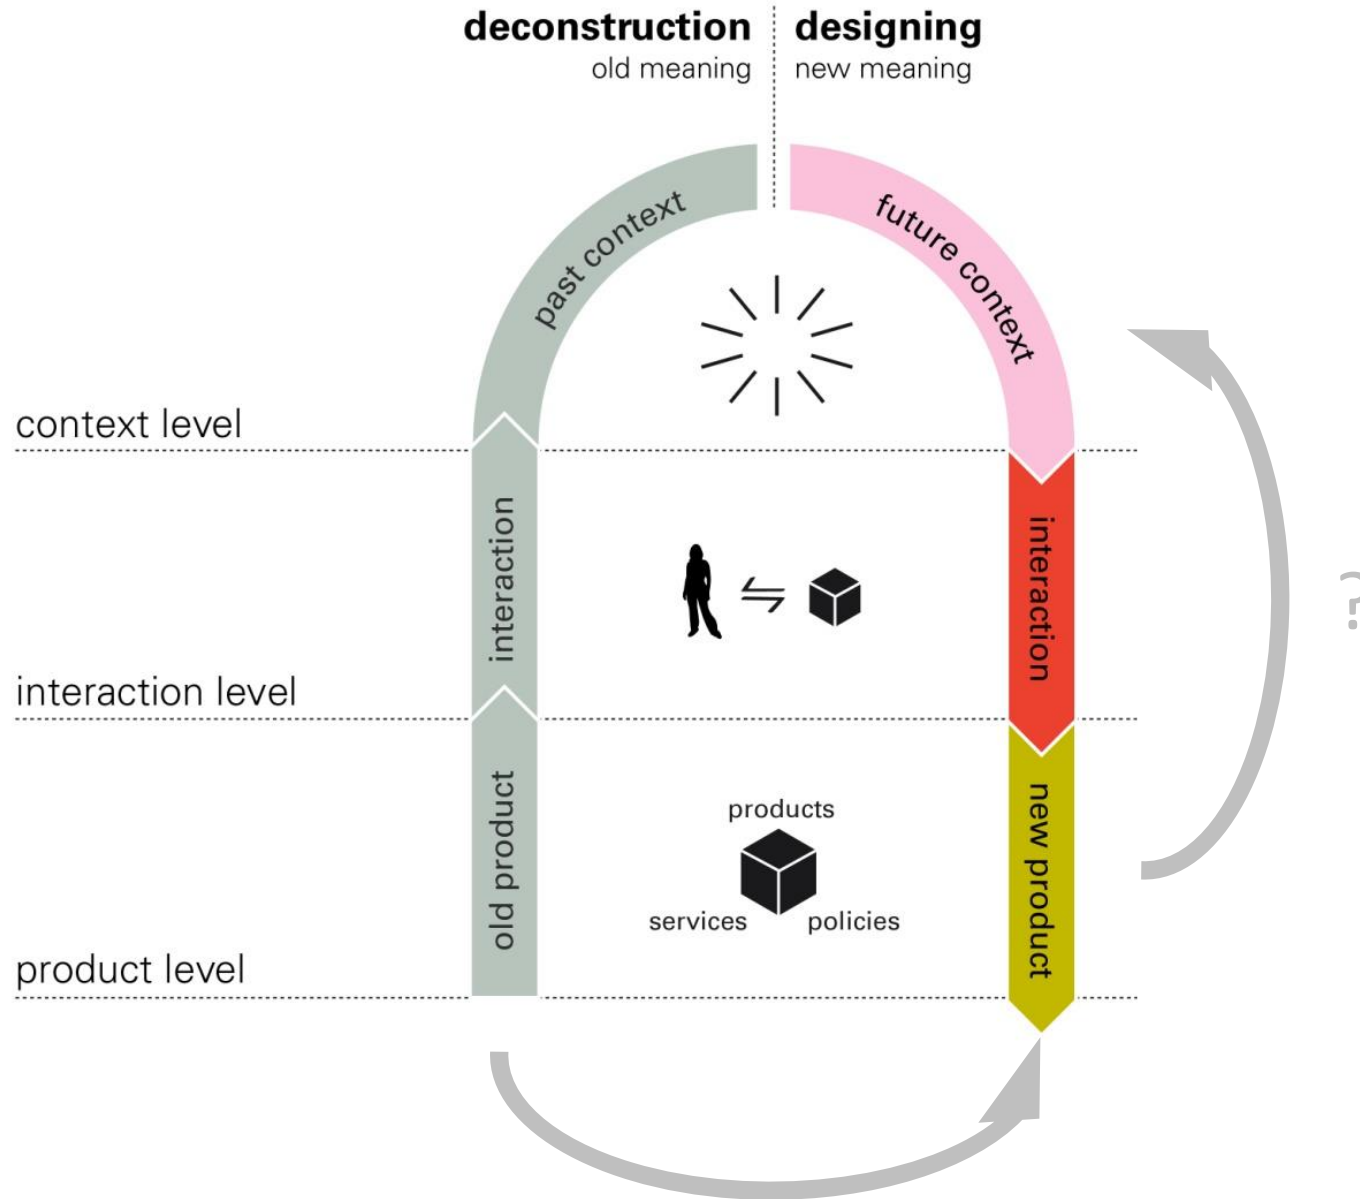 deconstruction
old meaning
designing
new meaning
past context
future context
context level
interaction
interaction
interaction level
products
services
policies
old product
new product
product level
?